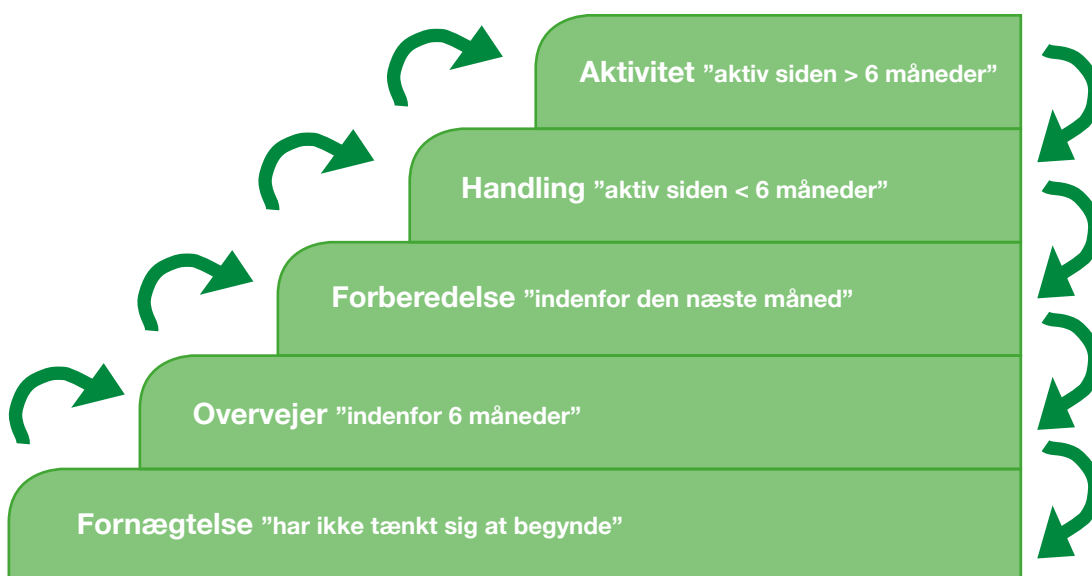 Aktivitet ”aktiv siden > 6 måneder”
Handling ”aktiv siden < 6 måneder”
Forberedelse ”indenfor den næste måned”
Overvejer ”indenfor 6 måneder”
Fornægtelse ”har ikke tænkt sig at begynde”